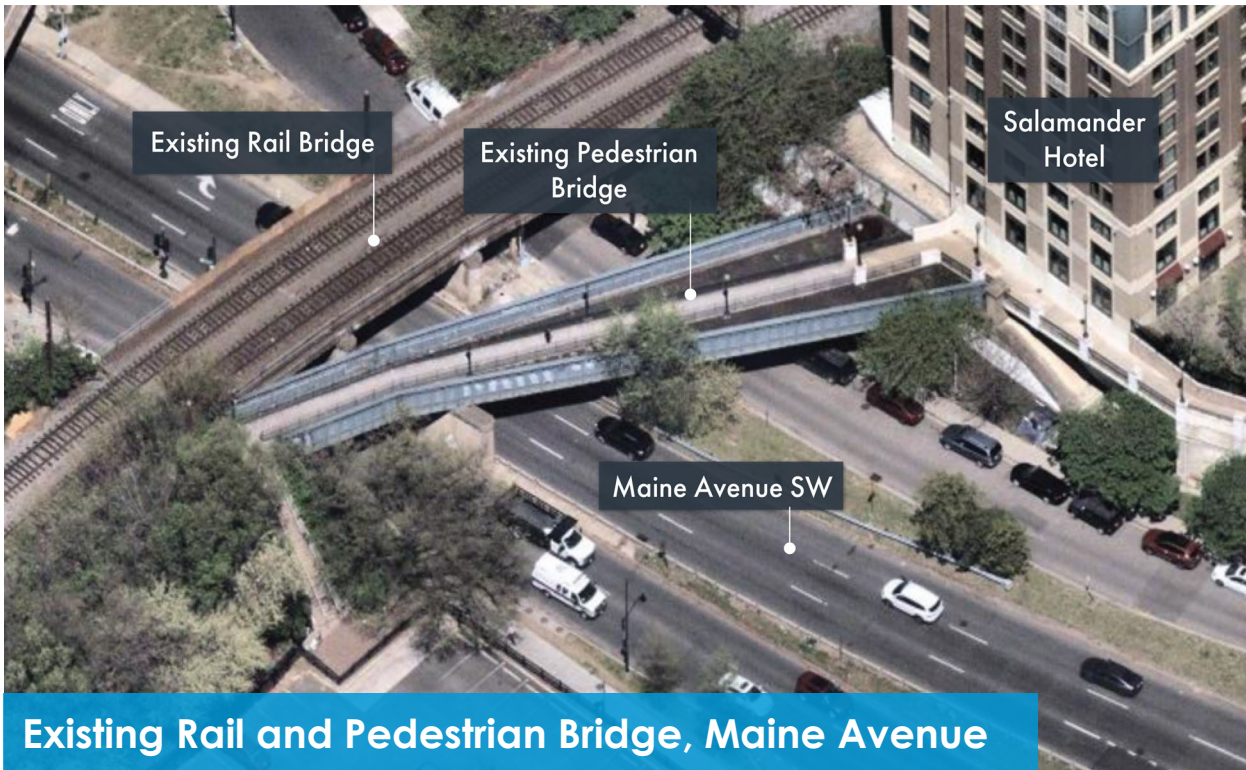 Existing Rail Bridge
Existing Pedestrian
Bridge
Salamander
Hotel
Maine Avenue SW
Existing Rail and Pedestrian Bridge, Maine Avenue